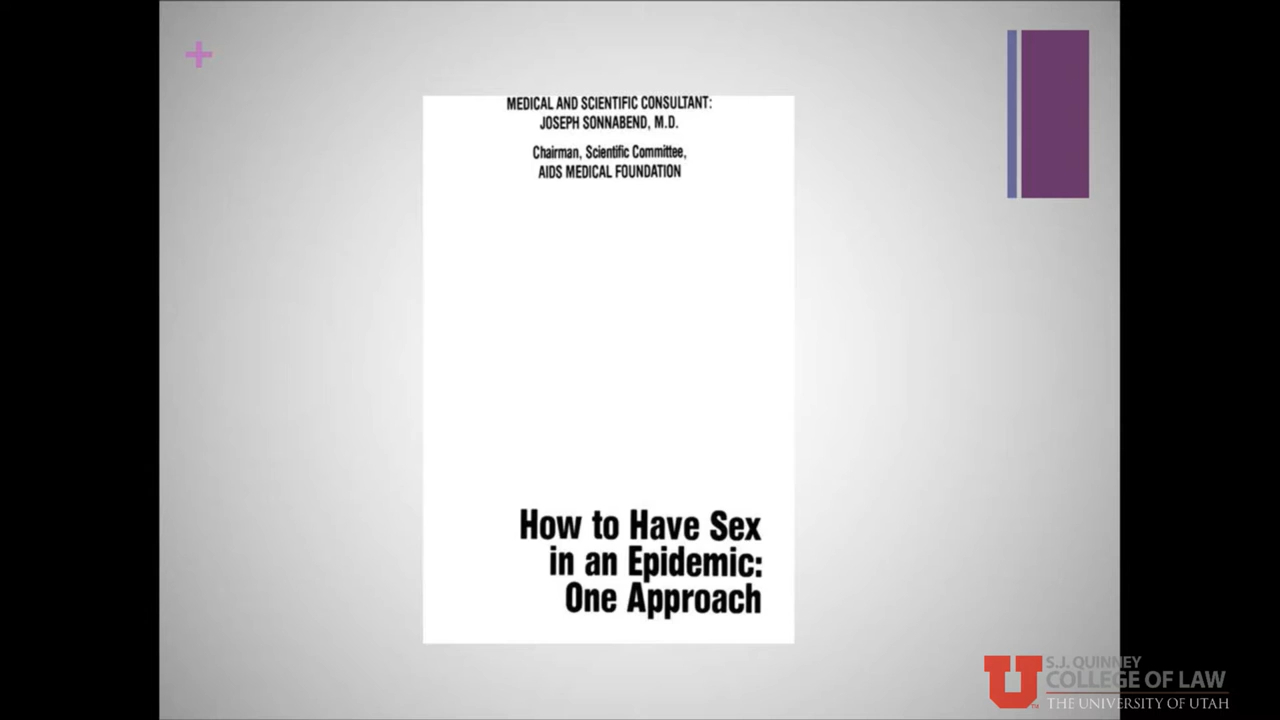 MEDICAL AND SCIENTIFIC CONSULTANT:
JOSEPH SONNABEND, M.D.
Chairman, Scientific Committee,
AIDS MEDICAL FOUNDATION
How to Have Sex
in an Epidemic:
One Approach
U
S.J. QUINNEY
COLLEGE OF LAW
THE UNIVERSITY OF UTAH